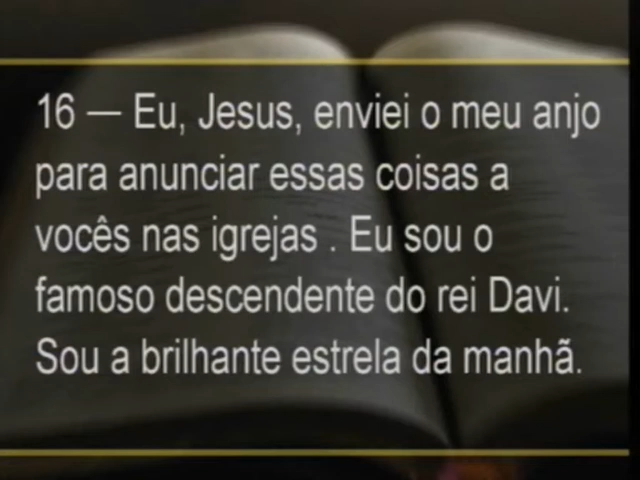 16 — Eu, Jesus, enviei o meu anjo
para anunciar essas coisas a
vocês nas igrejas . Eu sou o
famoso descendente do rei Davi.
Sou a brilhante estrela da manhã.